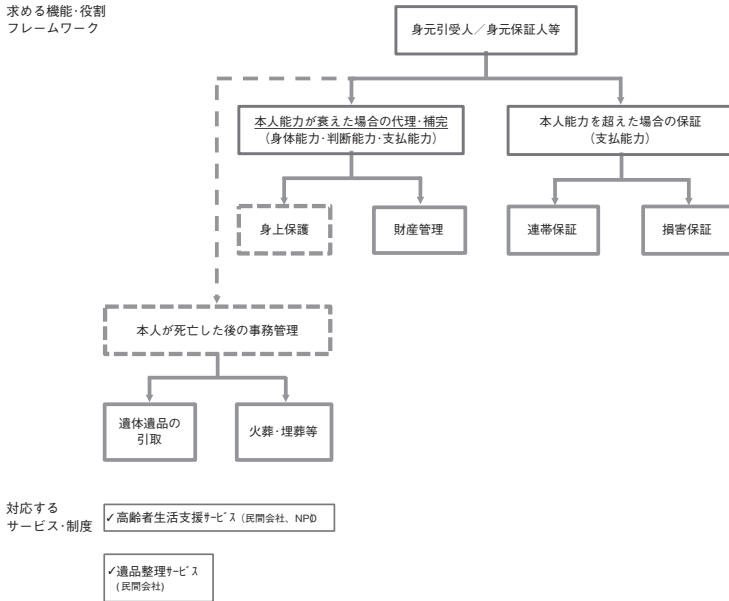 求める機能･役割
フレームワーク
身元引受人／身元保証人等
本人能力が衰えた場合の代理･補完
(身体能力･判断能力･支払能力)
本人能力を超えた場合の保証
(支払能力)
身上保護
財産管理
連帯保証
損害保証
本人が死亡した後の事務管理
遺体遺品の
引取
火葬･埋葬等
対応する
サービス･制度
✓高齢者生活支援ｻｰﾋﾞｽ (民間会社、NPO)
✓遺品整理ｻｰﾋﾞｽ
(民間会社)